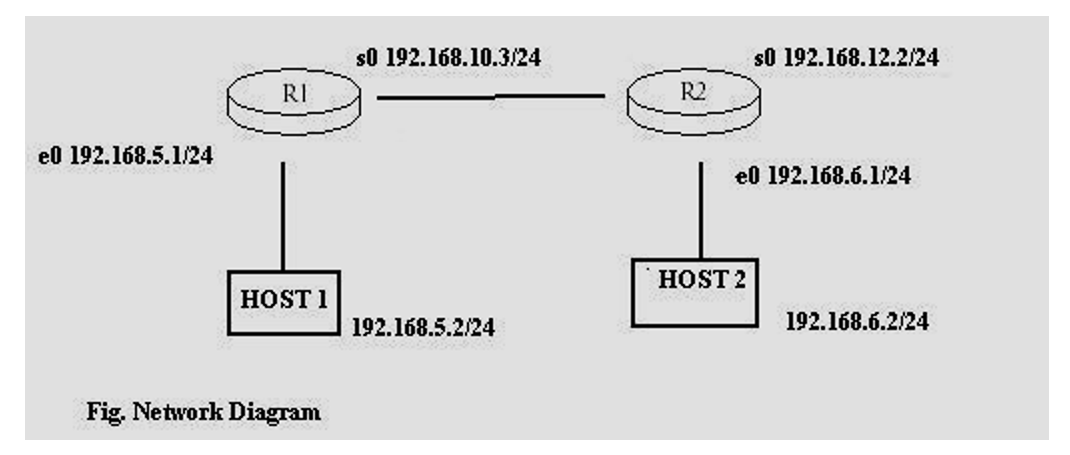 s0 192.168.10.3/24
s0 192.168.12.2/24
R1
R2
e0 192.168.5.1/24
e0 192.168.6.1/24
HOST 1
HOST 2
192.168.5.2/24
192.168.6.2/24
Fig. Network Diagram